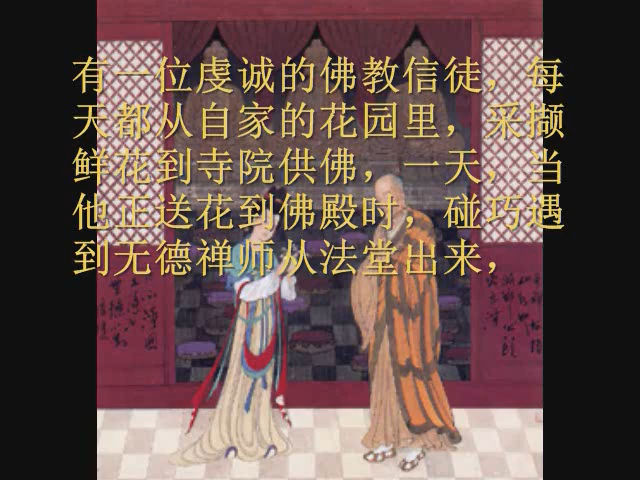 有一位虔诚的佛教信徒，每
天都从自家的花园里，采撷
鲜花到寺院供佛，一天，当
他正送花到佛殿时，碰巧遇
到无德禅师从法堂出来，